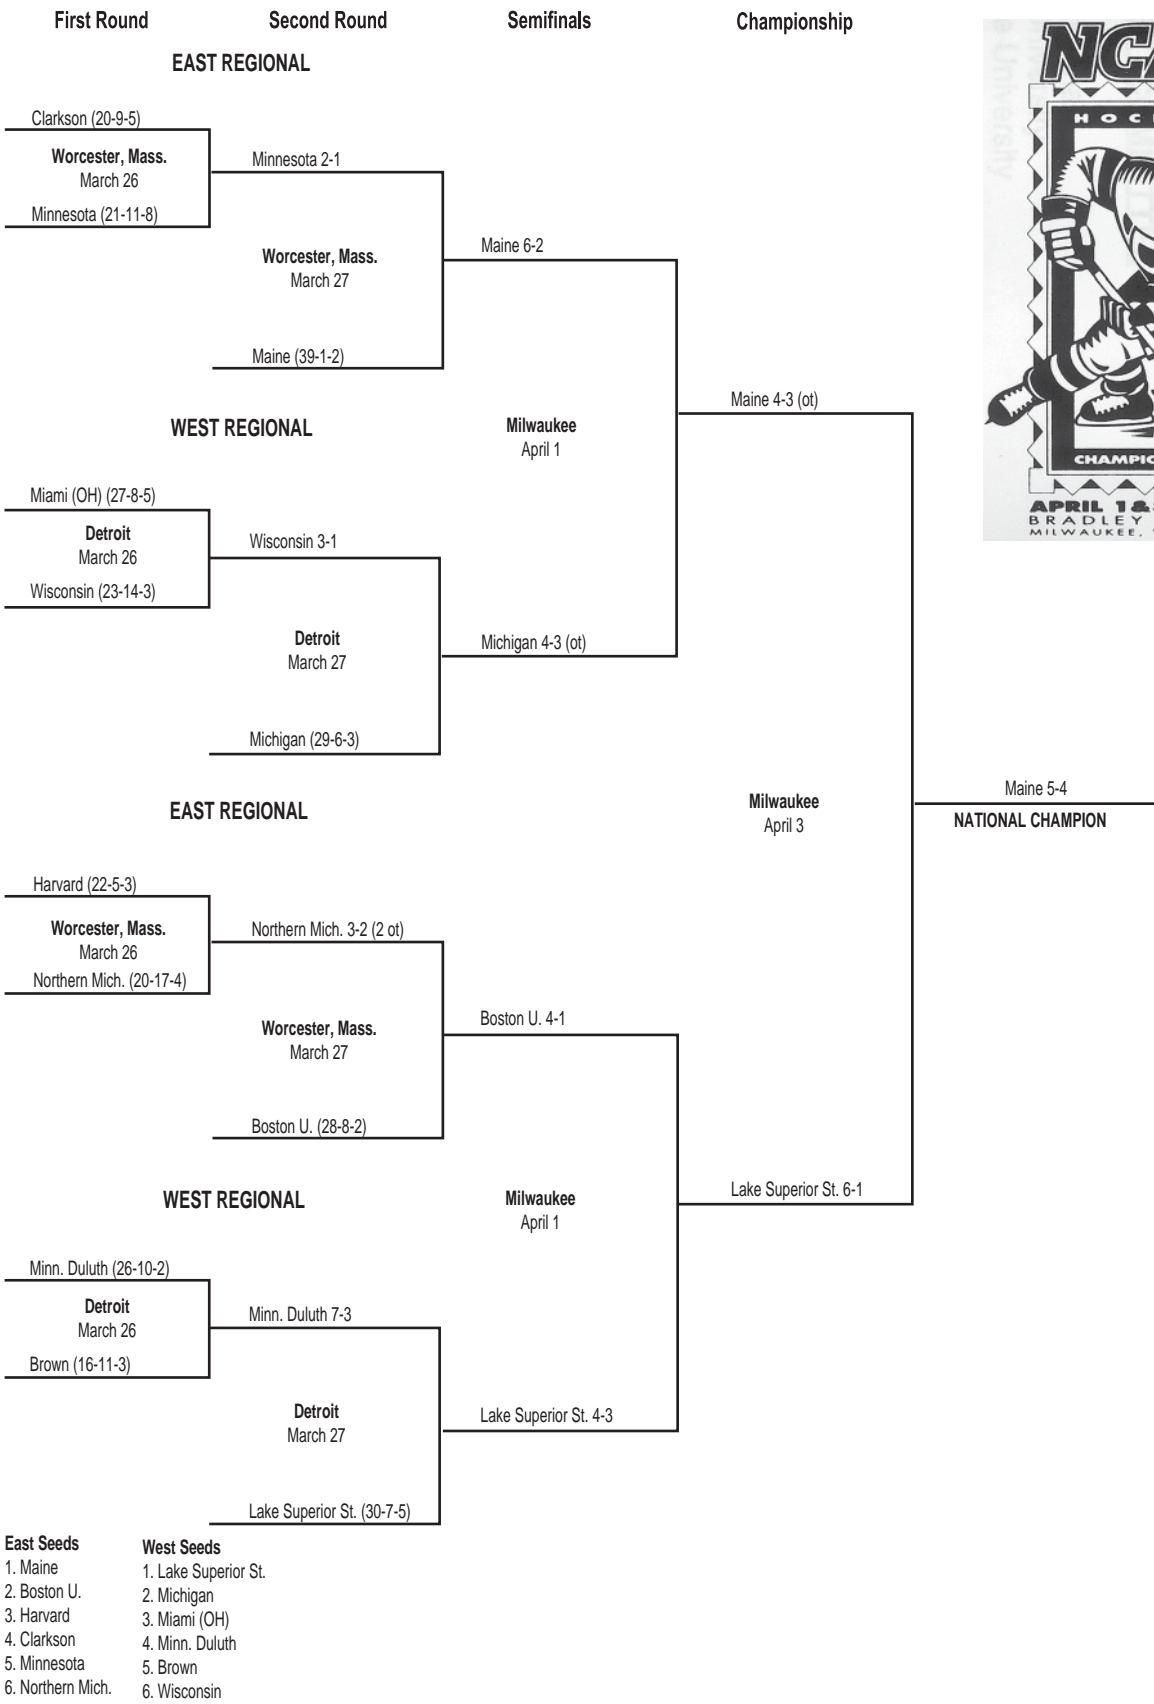 First Round Second Round Semifinals Championship
EAST REGIONAL
Clarkson (20-9-5)
Worcester, Mass.
March 26
Minnesota (21-11-8)
Minnesota 2-1
Worcester, Mass.
March 27
Maine (39-1-2)
Maine 6-2
WEST REGIONAL
Miami (OH) (27-8-5)
Detroit
March 26
Wisconsin (23-14-3)
Wisconsin 3-1
Detroit
March 27
Michigan (29-6-3)
Michigan 4-3 (ot)
Milwaukee
April 1
Maine 4-3 (ot)
EAST REGIONAL
Harvard (22-5-3)
Worcester, Mass.
March 26
Northern Mich. (20-17-4)
Northern Mich. 3-2 (2 ot)
Worcester, Mass.
March 27
Boston U. (28-8-2)
Boston U. 4-1
WEST REGIONAL
Minn. Duluth (26-10-2)
Detroit
March 26
Brown (16-11-3)
Minn. Duluth 7-3
Detroit
March 27
Lake Superior St. (30-7-5)
Lake Superior St. 4-3
Milwaukee
April 1
Lake Superior St. 6-1
Milwaukee
April 3
Maine 5-4
NATIONAL CHAMPION
East Seeds
1. Maine
2. Boston U.
3. Harvard
4. Clarkson
5. Minnesota
6. Northern Mich.
West Seeds
1. Lake Superior St.
2. Michigan
3. Miami (OH)
4. Minn. Duluth
5. Brown
6. Wisconsin
NCA
HOC
CHAMPIO
APRIL 1 &
BRADLEY
MILWAUKEE,